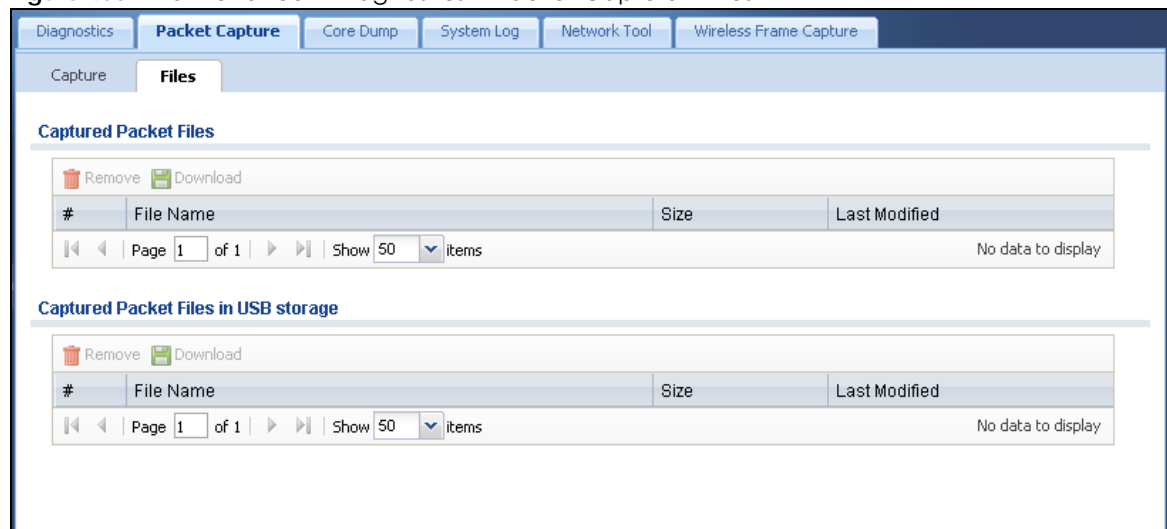 Diagnostics Packet Capture Core Dump System Log Network Tool Wireless Frame Capture
Capture Files
Captured Packet Files
Remove Download
# File Name Size Last Modified
Page 1 of 1 Show 50 items No data to display
Captured Packet Files in USB storage
Remove Download
# File Name Size Last Modified
Page 1 of 1 Show 50 items No data to display